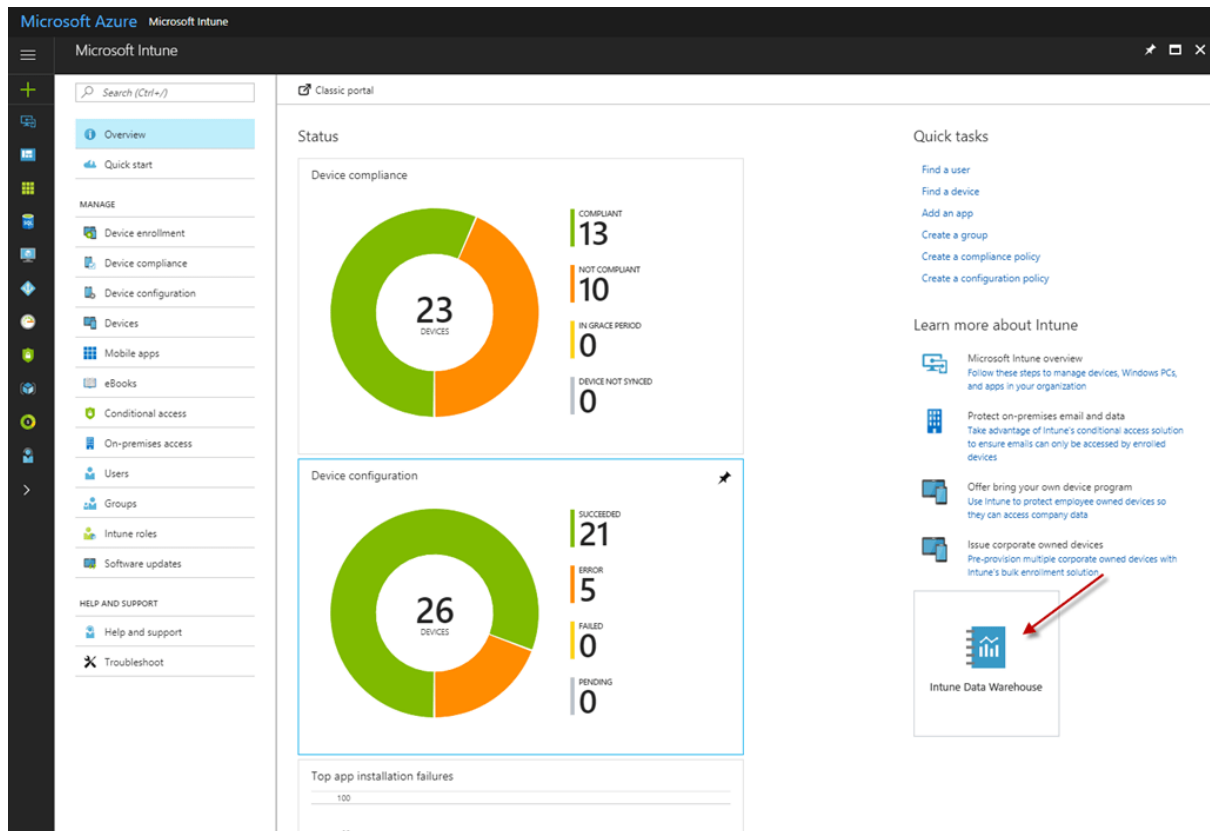 Microsoft Azure Microsoft Intune
Microsoft Intune
Search (Ctrl+/)
Overview
Quick start
MANAGE
Device enrollment
Device compliance
Device configuration
Devices
Mobile apps
eBooks
Conditional access
On-premises access
Users
Groups
Intune roles
Software updates
HELP AND SUPPORT
Help and support
Troubleshoot
Classic portal
Status
Device compliance
23
DEVICES
COMPLIANT
13
NOT COMPLIANT
10
IN GRACE PERIOD
0
DEVICE NOT SYNCED
0
Device configuration
26
DEVICES
SUCCEEDED
21
ERROR
5
FAILED
0
PENDING
0
Top app installation failures
100
Quick tasks
Find a user
Find a device
Add an app
Create a group
Create a compliance policy
Create a configuration policy
Learn more about Intune
Microsoft Intune overview
Follow these steps to manage devices, Windows PCs,
and apps in your organization
Protect on-premises email and data
Take advantage of Intune's conditional access solution
to ensure emails can only be accessed by enrolled
devices
Offer bring your own device program
Use Intune to protect employee owned devices so
they can access company data
Issue corporate owned devices
Pre-provision multiple corporate owned devices with
Intune's bulk enrollment solution
Intune Data Warehouse